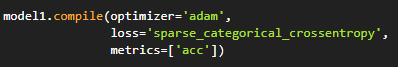 model1.compile(optimizer='adam',
loss='sparse_categorical_crossentropy',
metrics=['acc'])